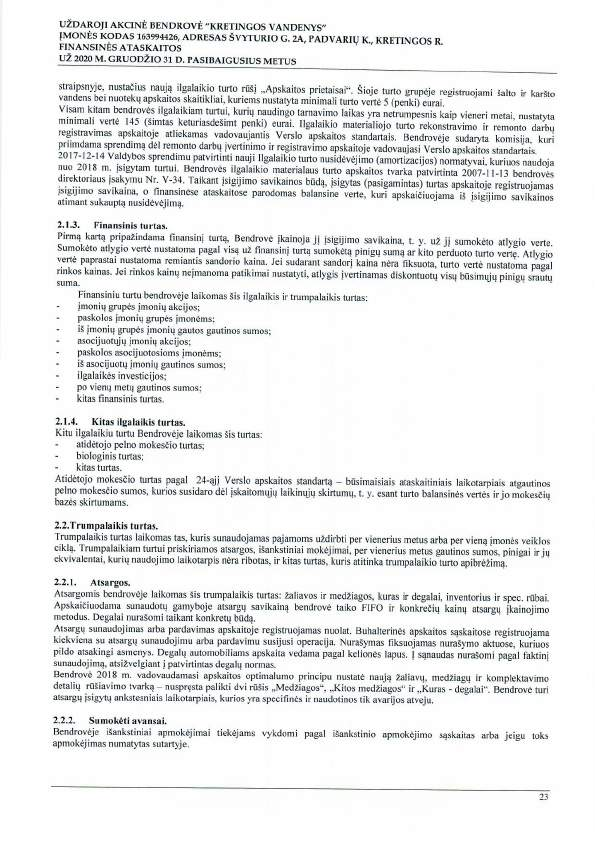 UŽDAROJI AKCINĖ BENDROVĖ "KRETINGOS VANDENYS"
ĮMONĖS KODAS 163994426, ADRESAS ŠVYTURIO G. 2A, PADVARIŲ K., KRETINGOS R.
FINANSINĖS ATASKAITOS
UŽ 2020 M. GRUODŽIO 31 D. PASIBAIGUSIUS METUS
straipsnyje, nustačius naują ilgalaikio turto rūšį „Apskaitos prietaisai“. Šioje turto grupėje registruojami šalto ir karšto
vandens bei nuotekų apskaitos skaitikliai, kuriems nustatyta minimali turto vertė 5 (penki) eurai.
Visam kitam bendrovės ilgalaikiam turtui, kurių naudingo tarnavimo laikas yra netrumpesnis kaip vieneri metai, nustatyta
minimali vertė 145 (šimtas keturiasdešimt penki) eurai. Ilgalaikio materialiojo turto rekonstravimo ir remonto darbų
registravimas apskaitoje atliekamas vadovaujantis Verslo apskaitos standartais. Bendrovėje sudaryta komisija, kuri
priimdama sprendimą dėl remonto darbų įvertinimo ir registravimo apskaitoje vadovaujasi Verslo apskaitos standartais.
2017-12-14 Valdybos sprendimu patvirtinti nauji Ilgalaikio turto nusidėvėjimo (amortizacijos) normatyvai, kuriuos naudoja
nuo 2018 m. įsigytam turtui. Bendrovės ilgalaikio materialaus turto apskaitos tvarka patvirtinta 2007-11-13 bendrovės
direktoriaus įsakymu Nr. V-34. Taikant įsigijimo savikainos būdą, įsigytas (pasigamintas) turtas apskaitoje registruojamas
įsigijimo savikaina, o finansinėse ataskaitose parodomas balansine verte, kuri apskaičiuojama iš įsigijimo savikainos
atimant sukauptą nusidėvėjimą.
2.1.3. Finansinis turtas.
Pirmą kartą pripažindama finansinį turtą, Bendrovė įkainoja jį įsigijimo savikaina, t. y. už jį sumokėto atlygio verte.
Sumokėto atlygio vertė nustatoma pagal visą už finansinį turtą sumokėtą pinigų sumą ar kito perduoto turto vertę. Atlygio
vertė paprastai nustatoma remiantis sandorio kaina. Jei sudarant sandorį kaina nėra fiksuota, turto vertė nustatoma pagal
rinkos kainas. Jei rinkos kainų neįmanoma patikimai nustatyti, atlygis įvertinamas diskontuotų visų būsimųjų pinigų srautų
suma.
Finansiniu turtu bendrovėje laikomas šis ilgalaikis ir trumpalaikis turtas:
- įmonių grupės įmonių akcijos;
- paskolos įmonių grupės įmonėms;
- iš įmonių grupės įmonių gautos gautinos sumos;
- asocijuotųjų įmonių akcijos;
- paskolos asocijuotosioms įmonėms;
- iš asocijuotų įmonių gautinos sumos;
- ilgalaikės investicijos;
- po vienų metų gautinos sumos;
- kitas finansinis turtas.
2.1.4. Kitas ilgalaikis turtas.
Kitu ilgalaikiu turtu Bendrovėje laikomas šis turtas:
- atidėtojo pelno mokesčio turtas;
- biologinis turtas;
- kitas turtas.
Atidėtojo mokesčio turtas pagal 24-ąjį Verslo apskaitos standartą – būsimaisiais ataskaitiniais laikotarpiais atgautinos
pelno mokesčio sumos, kurios susidaro dėl įskaitomųjų laikinųjų skirtumų, t. y. esant turto balansinės vertės ir jo mokesčių
bazės skirtumams.
2.2.Trumpalaikis turtas.
Trumpalaikis turtas laikomas tas, kuris sunaudojamas pajamoms uždirbti per vienerius metus arba per vieną įmonės veiklos
ciklą. Trumpalaikiam turtui priskiriamos atsargos, išankstiniai mokėjimai, per vienerius metus gautinos sumos, pinigai ir jų
ekvivalentai, kurių naudojimo laikotarpis nėra ribotas, ir kitas turtas, kuris atitinka trumpalaikio turto apibrėžimą.
2.2.1. Atsargos.
Atsargomis bendrovėje laikomas šis trumpalaikis turtas: žaliavos ir medžiagos, kuras ir degalai, inventorius ir spec. rūbai.
Apskaičiuodama sunaudotų gamyboje atsargų savikainą bendrovė taiko FIFO ir konkrečių kainų atsargų įkainojimo
metodus. Degalai nurašomi taikant konkretų būdą.
Atsargų sunaudojimas arba pardavimas apskaitoje registruojamas nuolat. Buhalterinės apskaitos sąskaitose registruojama
kiekviena su atsargų sunaudojimu arba pardavimu susijusi operacija. Nurašymas fiksuojamas nurašymo aktuose, kuriuos
pildo atsakingi asmenys. Degalų automobiliams apskaita vedama pagal kelionės lapus. Į sąnaudas nurašomi pagal faktinį
sunaudojimą, atsižvelgiant į patvirtintas degalų normas.
Bendrovė 2018 m. vadovaudamasi apskaitos optimalumo principu nustatė naują žaliavų, medžiagų ir komplektavimo
detalių rūšiavimo tvarką – nuspręsta palikti dvi rūšis „Medžiagos“, „Kitos medžiagos“ ir „Kuras - degalai“. Bendrovė turi
atsargų įsigytų ankstesniais laikotarpiais, kurios yra specifinės ir naudotinos tik avarijos atveju.
2.2.2. Sumokėti avansai.
Bendrovėje išankstiniai apmokėjimai tiekėjams vykdomi pagal išankstinio apmokėjimo sąskaitas arba jeigu toks
apmokėjimas numatytas sutartyje.
23